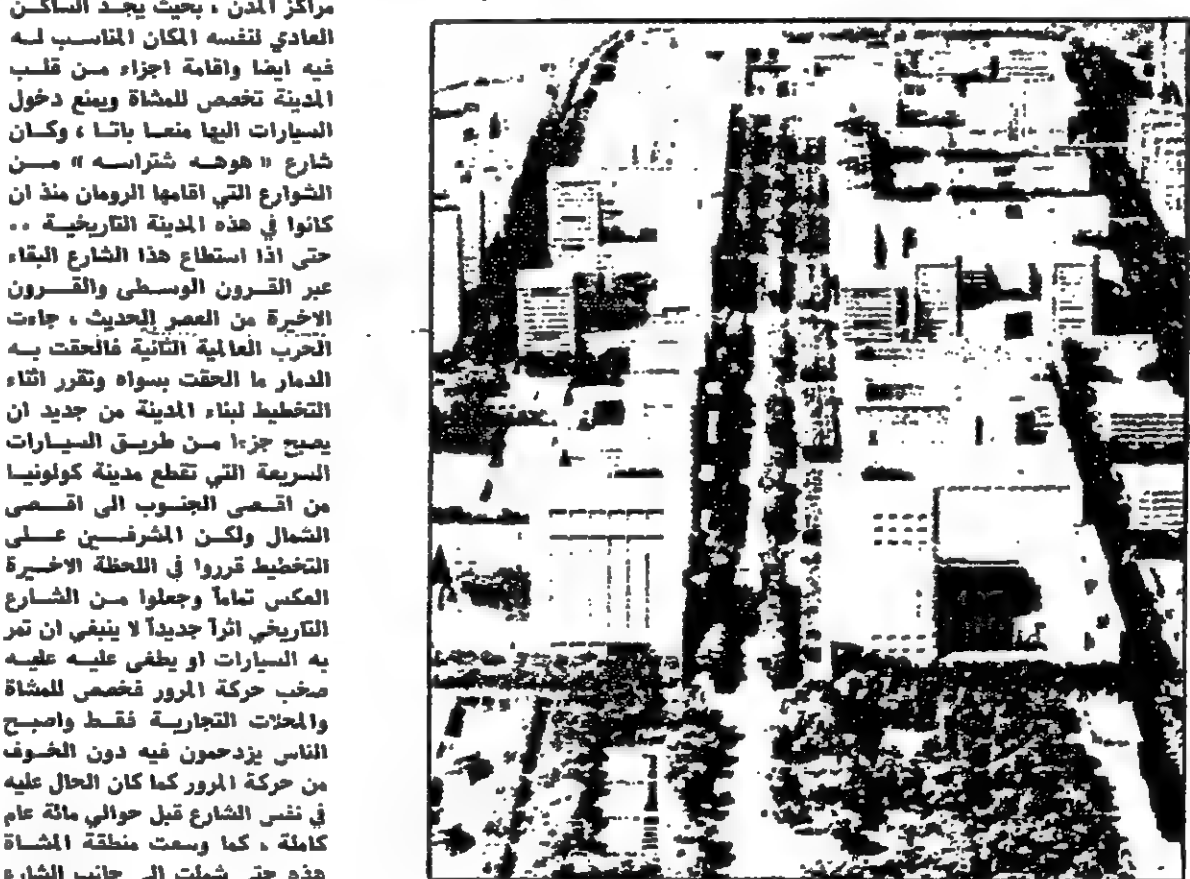 مراكز المدن ، بحيث يجد الساكن
العادي لنفسه المكان المناسب له
فيه ايضا واقامة اجزاء من قلب
المدينة تخصص للمشاة ويمنع دخول
السيارات اليها منعا باتا ، وكان
شارع « هوهه شتراسه » من
الشوارع التي اقامها الرومان منذ ان
كانوا في هذه المدينة التاريخية ..
حتى اذا استطاع هذا الشارع البقاء
عبر القرون الوسطى والقرون
الاخيرة من العصر الحديث ، جاءت
الحرب العالمية الثانية فالحقت به
الدمار ما الحقت بسواه وتقرر اثناء
التخطيط لبناء المدينة من جديد ان
يصبح جزءا من طريق السيارات
السريعة التي تقطع مدينة كولونيا
من اقصى الجنوب الى اقصى
الشمال ولكن المشرفين على
التخطيط قرروا في اللحظة الاخيرة
العكس تماماً وجعلوا من الشارع
التاريخي اثراً جديداً لا ينبغي ان تمر
به السيارات او يطغى عليه عليه
صخب حركة المرور فخصص للمشاة
والمحلات التجارية فقط واصبح
الناس يزدحمون فيه دون الخوف
من حركة المرور كما كان الحال عليه
في نفس الشارع قبل حوالي مائة عام
كاملة ، كما وسعت منطقة المشاة
هذه حتى شملت الى جانب الشارع